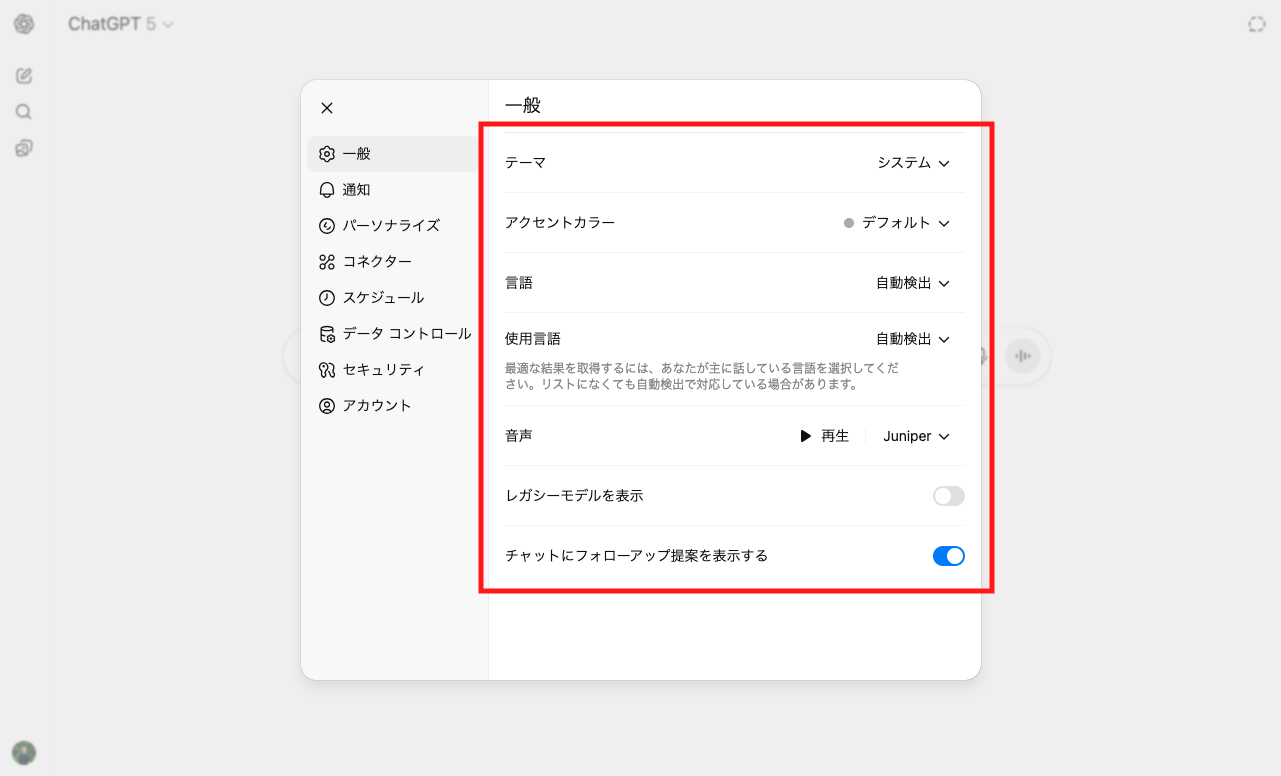 ChatGPT 5
一般
通知
パーソナライズ
コネクター
スケジュール
データ コントロール
セキュリティ
アカウント
一般
テーマ
システム
アクセントカラー
デフォルト
言語
自動検出
使用言語
自動検出
最適な結果を取得するには、あなたが主に話している言語を選択してくだ
さい。リストになくても自動検出で対応している場合があります。
音声
再生
Juniper
レガシーモデルを表示
チャットにフォローアップ提案を表示する